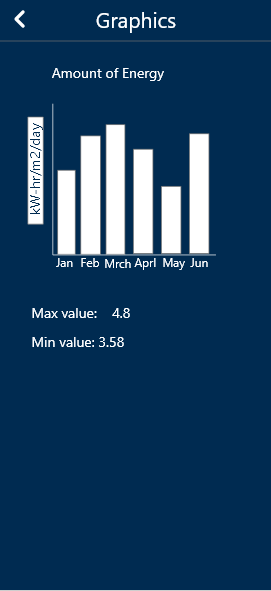 Graphics
Amount of Energy
kW-hr/m2/day
Jan Feb Mrch Aprl May Jun
Max value: 4.8
Min value: 3.58